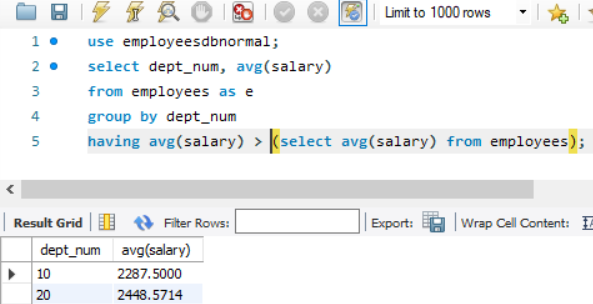 Limit to 1000 rows
1 use employeesdbnormal;
2 select dept_num, avg(salary)
3 from employees as e
4 group by dept_num
5 having avg(salary) > (select avg(salary) from employees);
Result Grid Filter Rows: Export: Wrap Cell Content:
dept_num avg(salary)
10 2287.5000
20 2448.5714